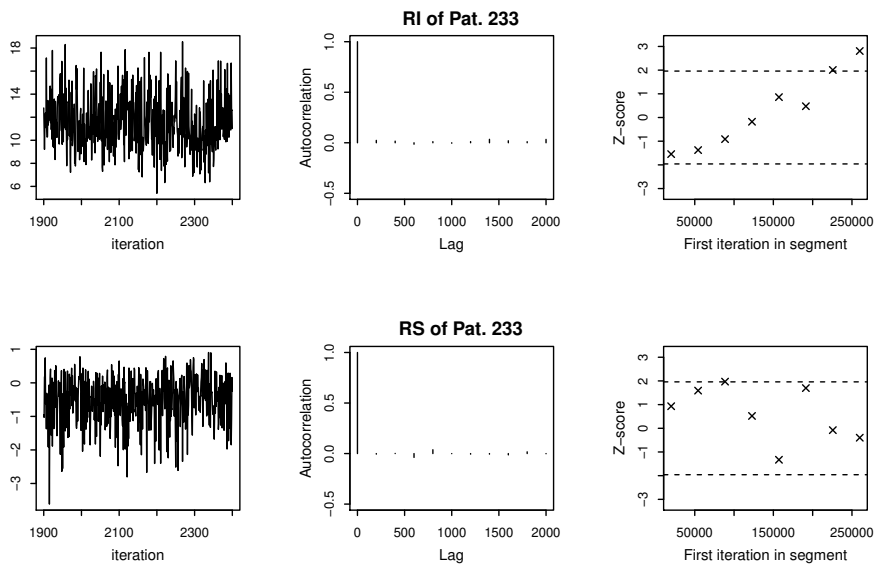 RI of Pat. 233
6 8 10 14 18
1900 2100 2300
iteration
Autocorrelation
−0.5 0.0 0.5 1.0
0 500 1000 1500 2000
Lag
Z−score
−3 −1 0 1 2 3
50000 150000 250000
First iteration in segment
RS of Pat. 233
−3 −2 −1 0 1
1900 2100 2300
iteration
Autocorrelation
−0.5 0.0 0.5 1.0
0 500 1000 1500 2000
Lag
Z−score
−3 −1 0 1 2 3
50000 150000 250000
First iteration in segment